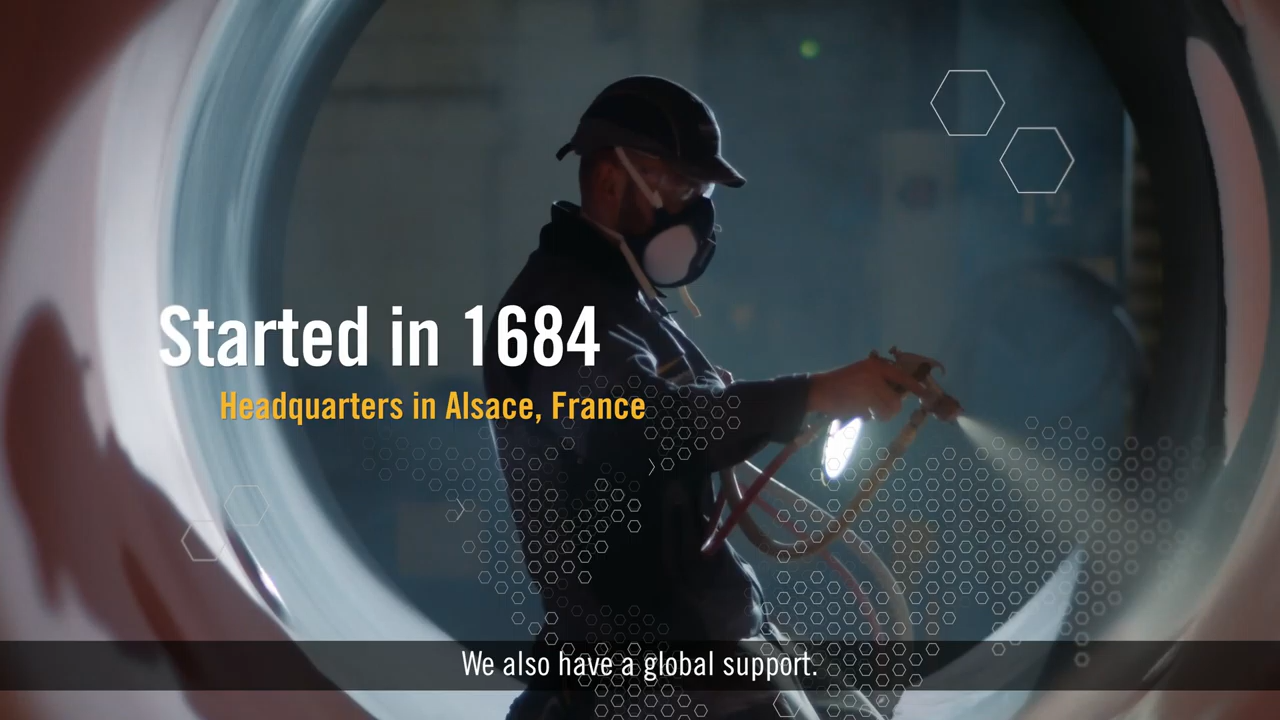 Started in 1684
Headquarters in Alsace, France
We also have a global support.